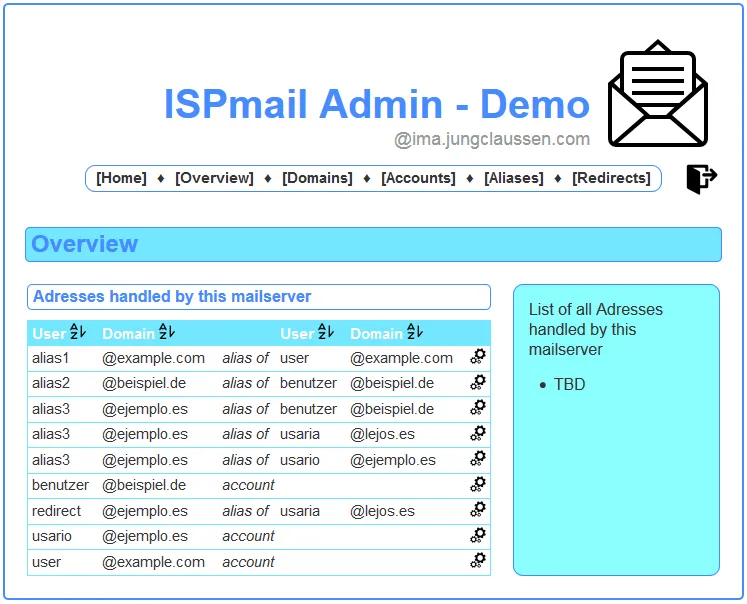 ISPmail Admin - Demo
@ima.jungclaussen.com
[Home] ♦ [Overview] ♦ [Domains] ♦ [Accounts] ♦ [Aliases] ♦ [Redirects]
Overview
Adresses handled by this mailserver
User Domain User Domain
alias1 @example.com alias of user @example.com
alias2 @beispiel.de alias of benutzer @beispiel.de
alias3 @ejemplo.es alias of benutzer @beispiel.de
alias3 @ejemplo.es alias of usaria @lejos.es
alias3 @ejemplo.es alias of usario @ejemplo.es
benutzer @beispiel.de account
redirect @ejemplo.es alias of usaria @lejos.es
usario @ejemplo.es account
user @example.com account
List of all Adresses
handled by this
mailserver
• TBD